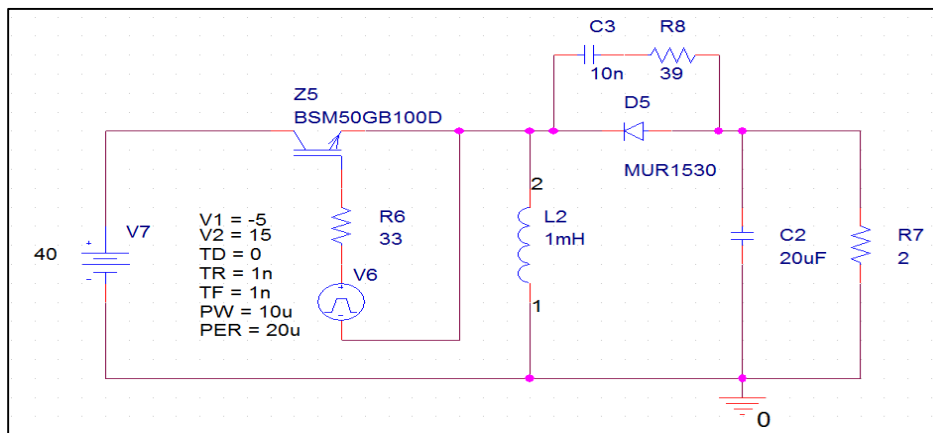 C3
R8
10n
39
Z5
BSM50GB100D
D5
MUR1530
2
L2
1mH
1
R6
33
V6
V1 = -5
V2 = 15
TD = 0
TR = 1n
TF = 1n
PW = 10u
PER = 20u
V7
40
+
-
+
-
C2
20uF
R7
2
0